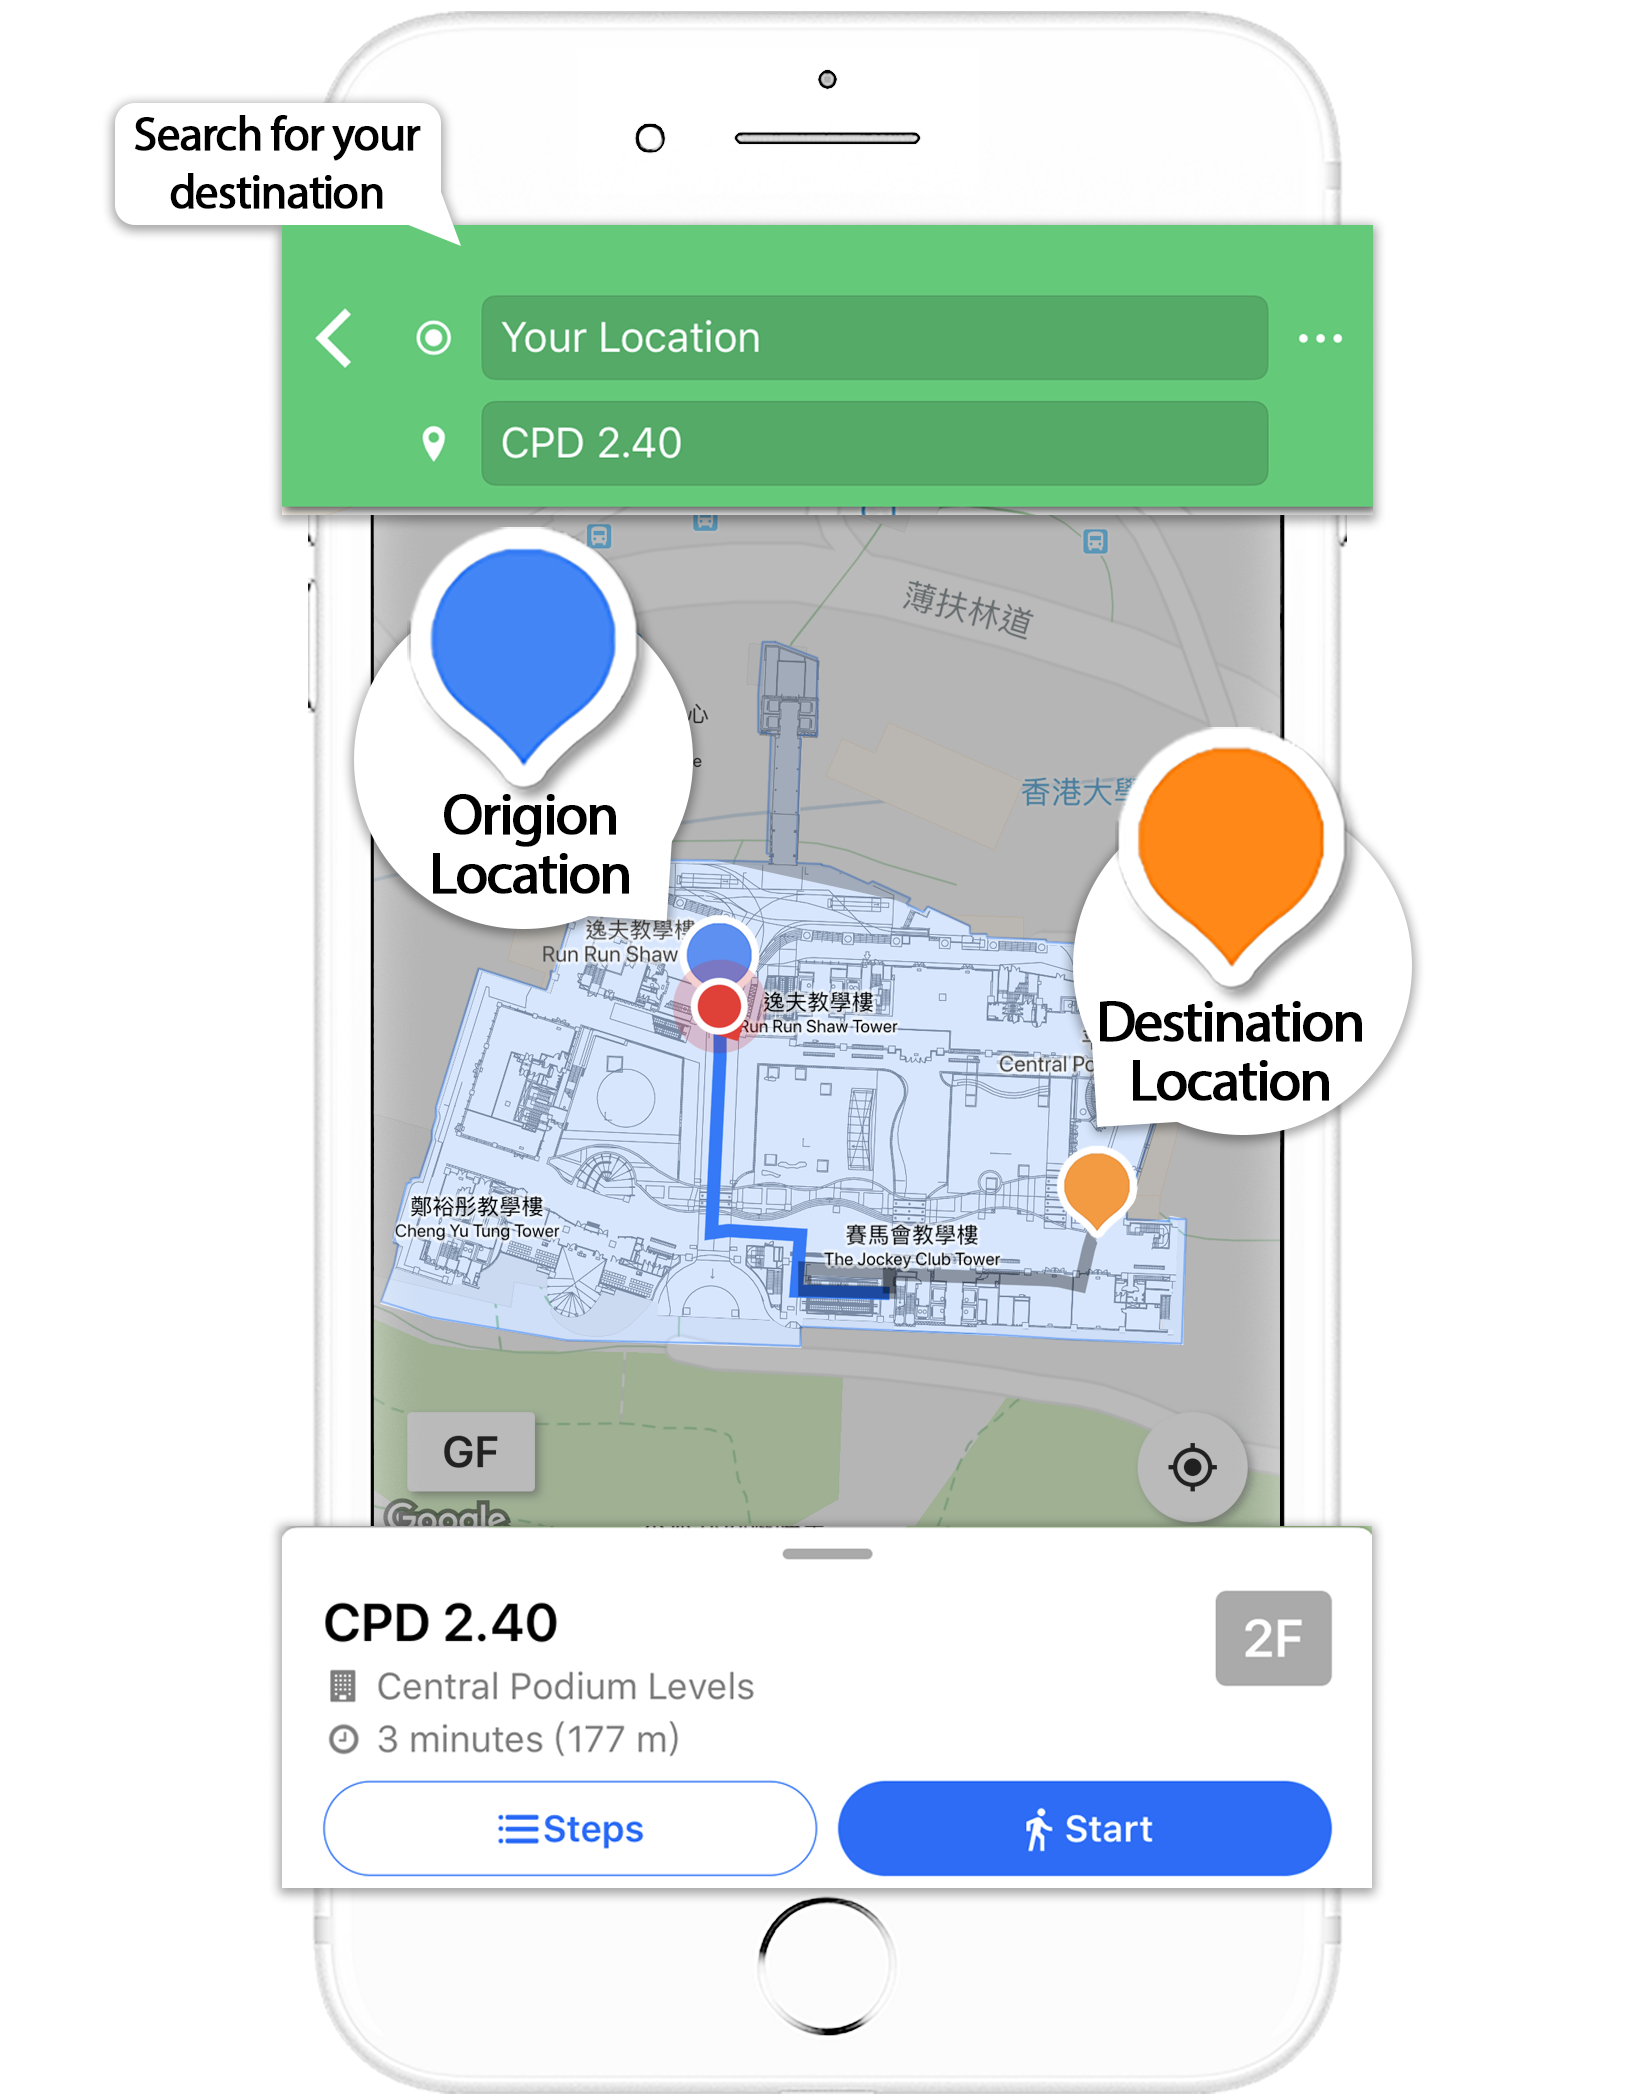 Search for your
destination
Your Location
CPD 2.40
薄扶林道
心
e
香港大學
Origion
Location
逸夫教學樓
Run Run Shaw
逸夫教學樓
Run Run Shaw Tower
Destination
Location
Central Po
鄭裕彤教學樓
Cheng Yu Tung Tower
賽馬會教學樓
The Jockey Club Tower
GF
Google
CPD 2.40
2F
Central Podium Levels
3 minutes (177 m)
Steps
Start